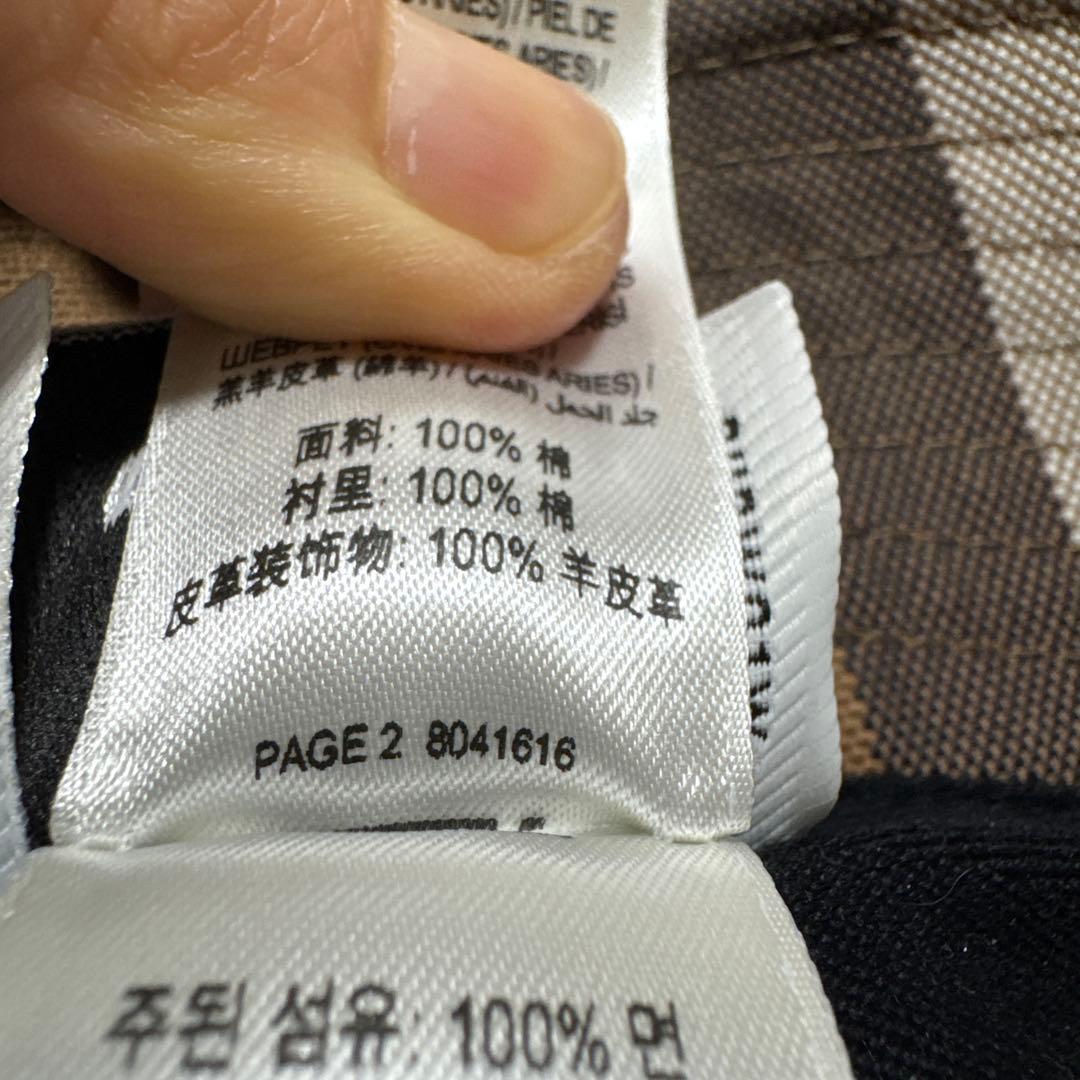 PIEL DE
ARIES) /
ARIES) /
羔羊皮革 (綿羊) / جلد الحمل (الغنم)
面料: 100% 棉
衬里: 100% 棉
皮革装饰物: 100% 羊皮革
PAGE 2 8041616
주된 섬유: 100% 면